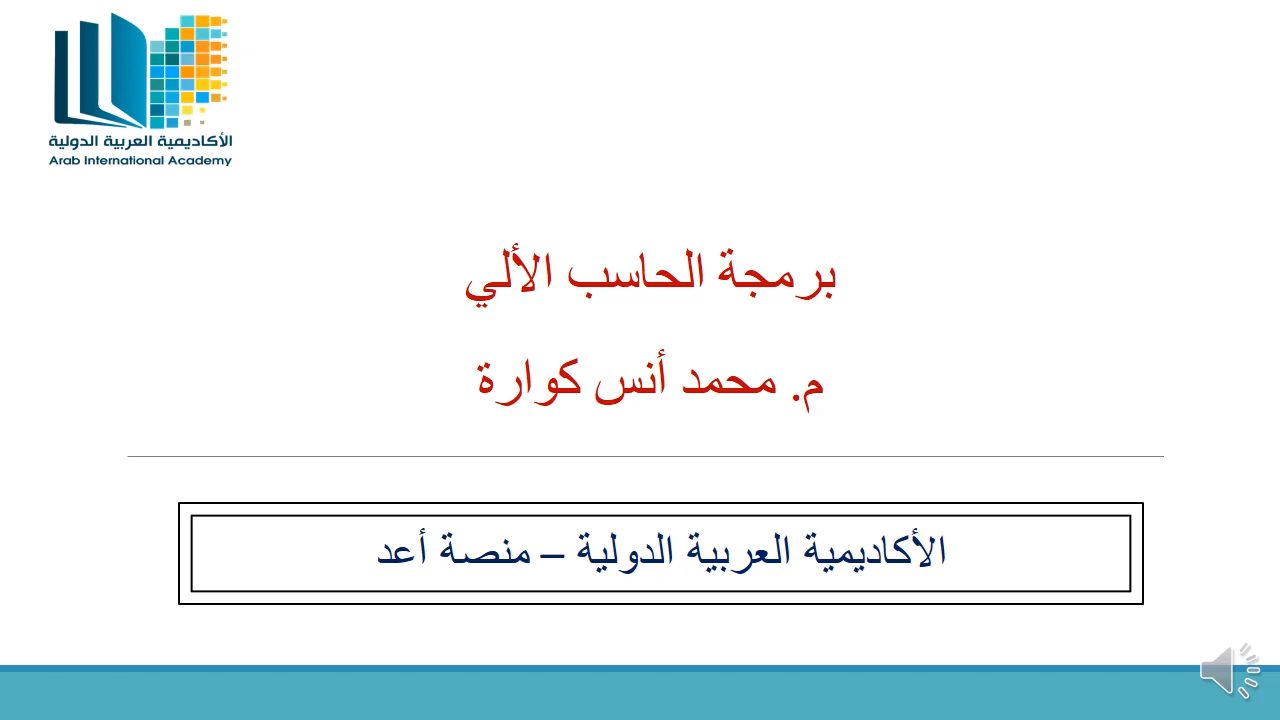 الأكاديمية العربية الدولية
Arab International Academy
برمجة الحاسب الألي
م. محمد أنس كوارة
الأكاديمية العربية الدولية – منصة أعد